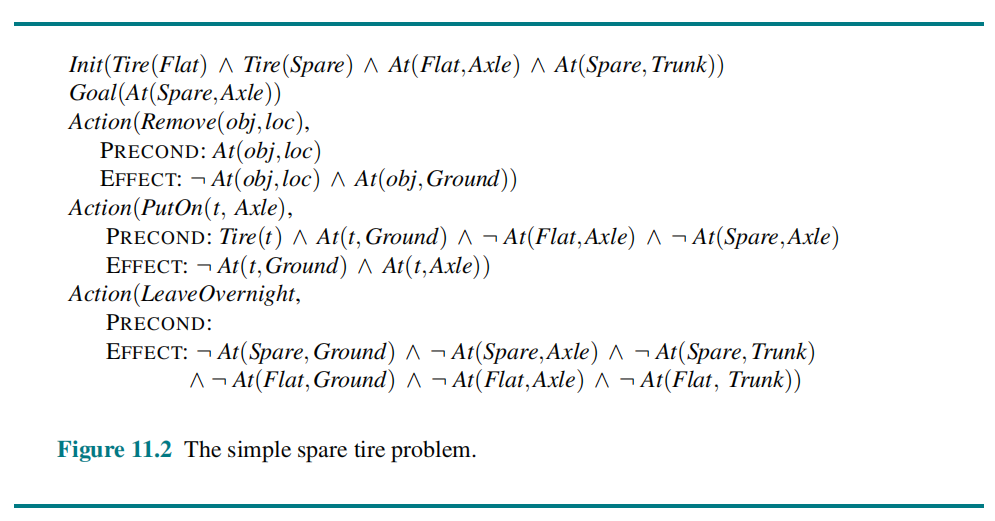 Init(Tire(Flat) ∧ Tire(Spare) ∧ At(Flat,Axle) ∧ At(Spare,Trunk))
Goal(At(Spare,Axle))
Action(Remove(obj,loc),
PRECOND: At(obj,loc)
EFFECT: ¬ At(obj,loc) ∧ At(obj,Ground))
Action(PutOn(t, Axle),
PRECOND: Tire(t) ∧ At(t,Ground) ∧ ¬ At(Flat,Axle) ∧ ¬ At(Spare,Axle)
EFFECT: ¬ At(t,Ground) ∧ At(t,Axle))
Action(LeaveOvernight,
PRECOND:
EFFECT: ¬ At(Spare,Ground) ∧ ¬ At(Spare,Axle) ∧ ¬ At(Spare,Trunk)
∧ ¬ At(Flat,Ground) ∧ ¬ At(Flat,Axle) ∧ ¬ At(Flat, Trunk))
Figure 11.2 The simple spare tire problem.